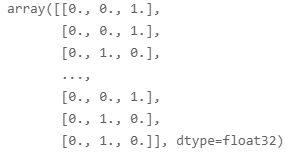 array([[0., 0., 1.],
       [0., 0., 1.],
       [0., 1., 0.],
       ...,
       [0., 0., 1.],
       [0., 1., 0.],
       [0., 1., 0.]], dtype=float32)